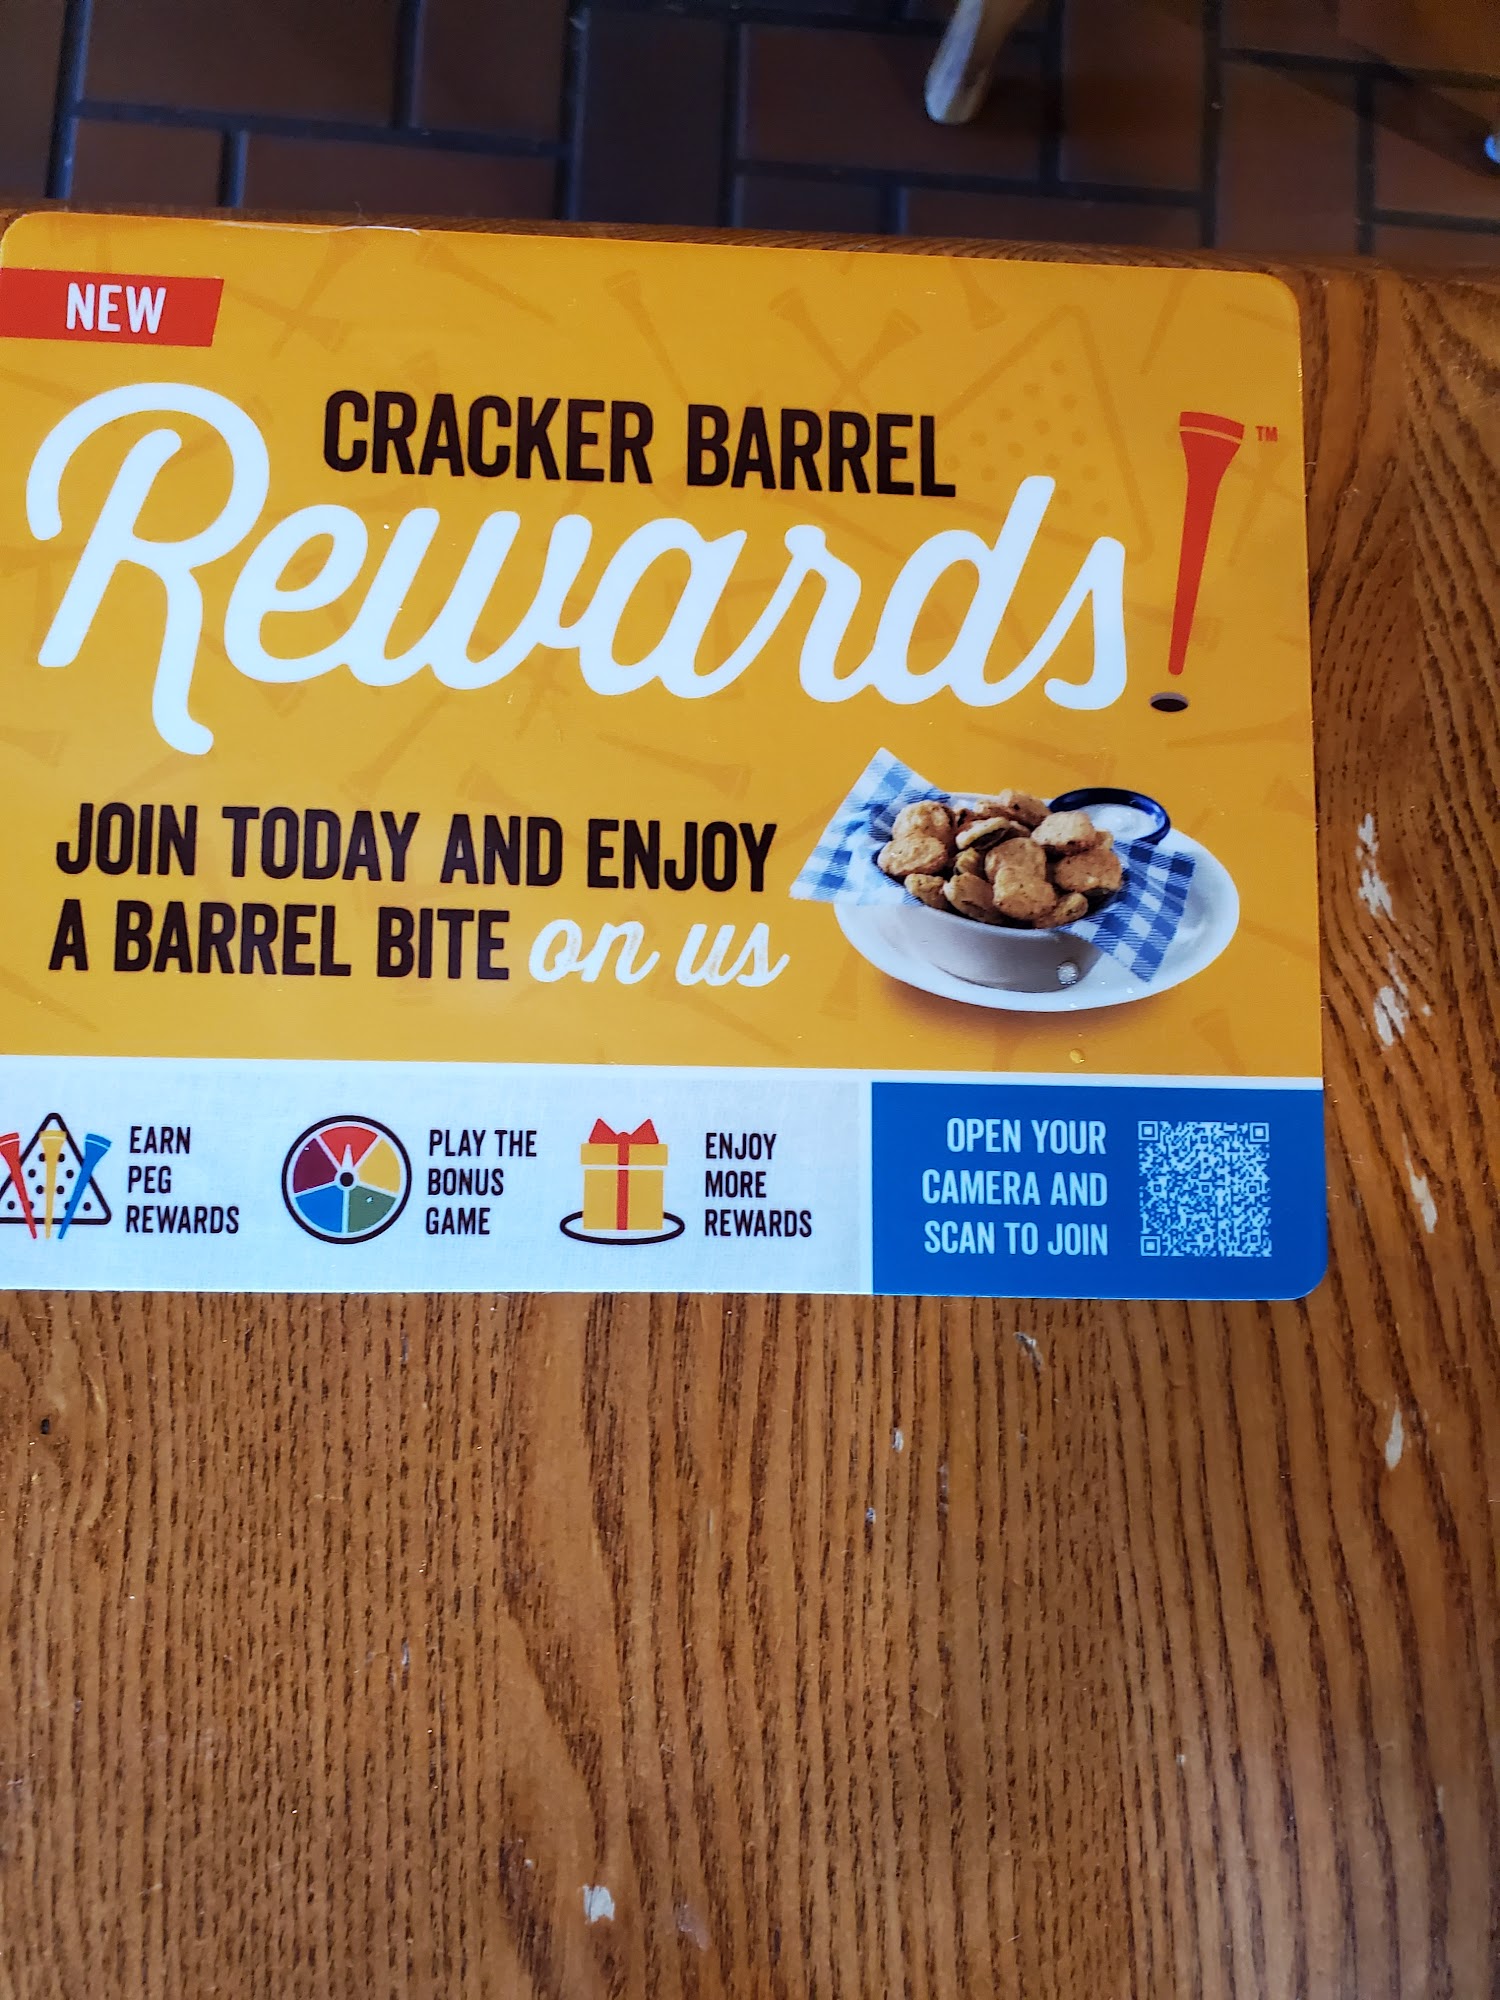 NEW
CRACKER BARREL
Rewards!™
JOIN TODAY AND ENJOY
A BARREL BITE on us
EARN
PEG
REWARDS
PLAY THE
BONUS
GAME
ENJOY
MORE
REWARDS
OPEN YOUR
CAMERA AND
SCAN TO JOIN